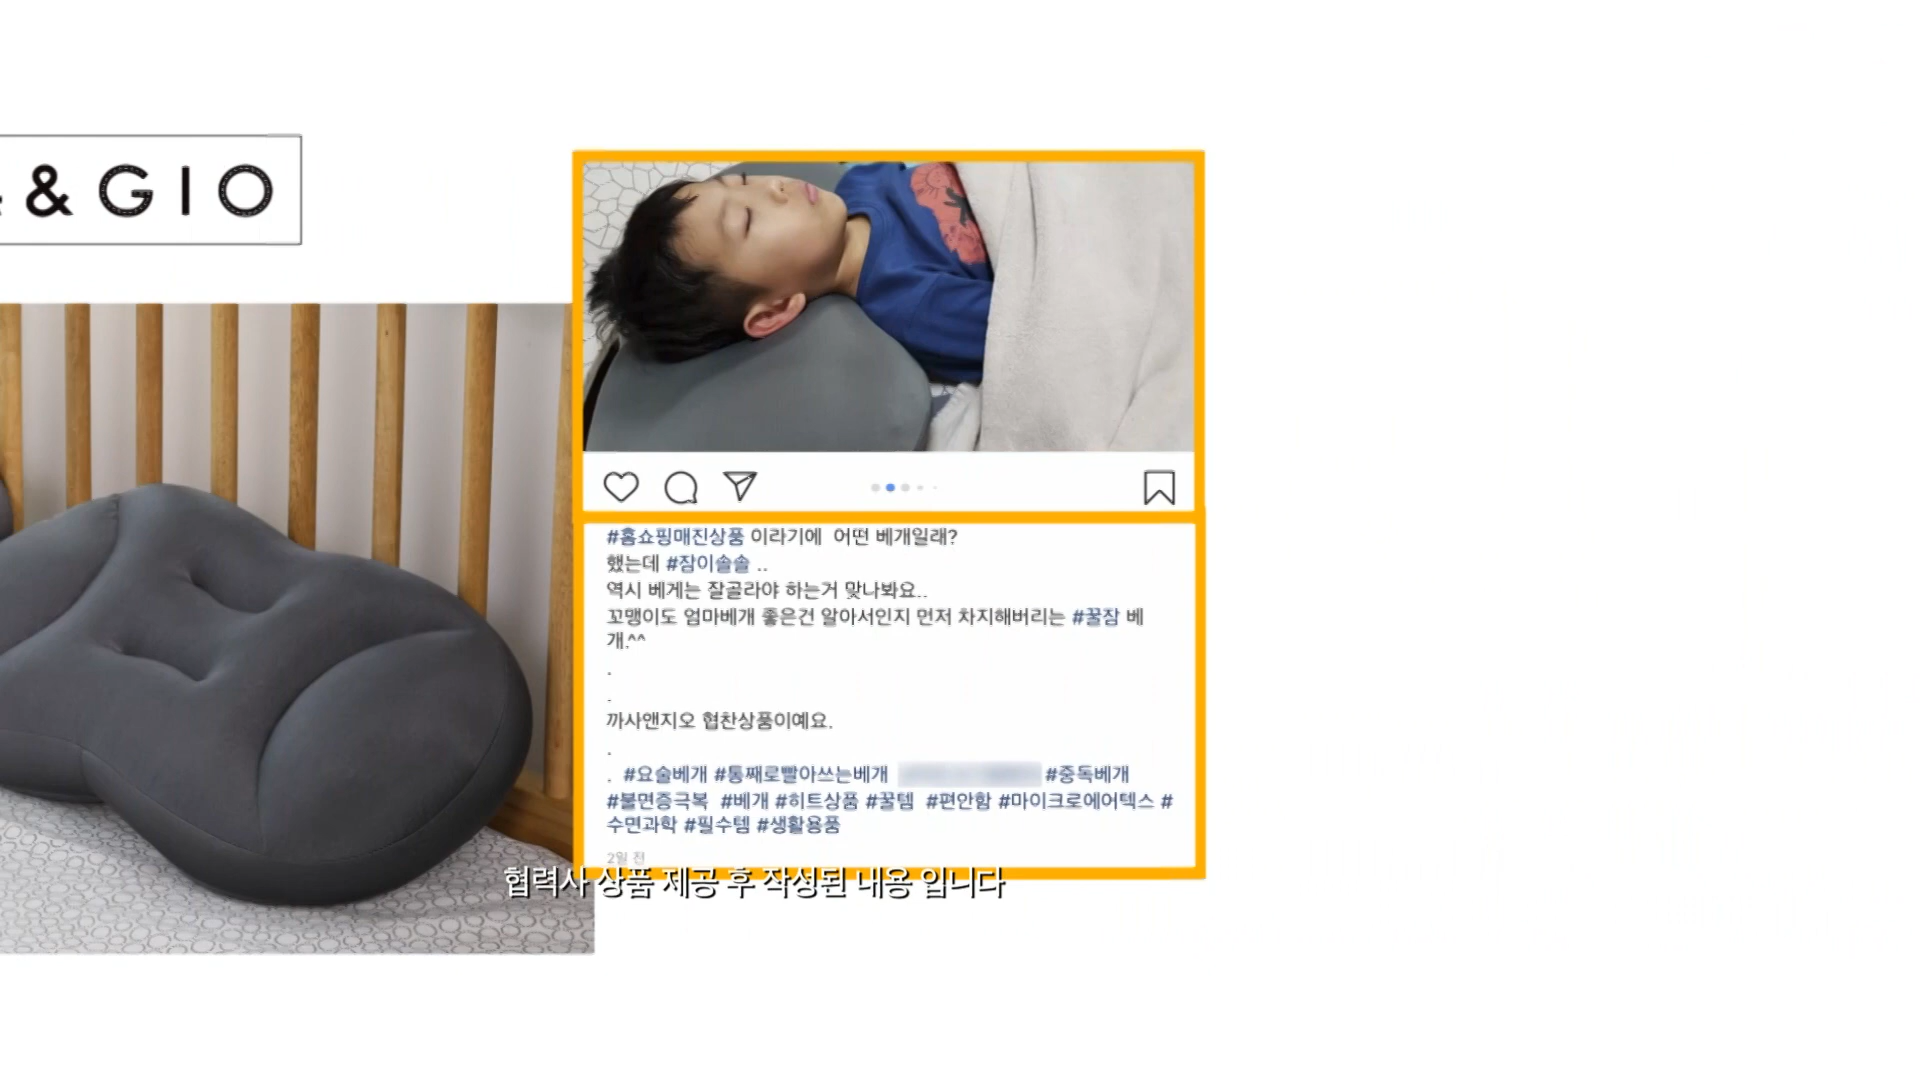 & GIO
#홈쇼핑매진상품 이라기에 어떤 베개일래?
했는데 #잠이솔솔 ..
역시 베게는 잘골라야 하는거 맞나봐요..
꼬맹이도 엄마베개 좋은건 알아서인지 먼저 차지해버리는 #꿀잠 베
개.^^
.
.
까사앤지오 협찬상품이예요.
.
. #요술베개 #통째로빨아쓰는베개 #중독베개
#불면증극복 #베개 #히트상품 #꿀템 #편안함 #마이크로에어텍스 #
수면과학 #필수템 #생활용품
2일 전
협력사 상품 제공 후 작성된 내용 입니다